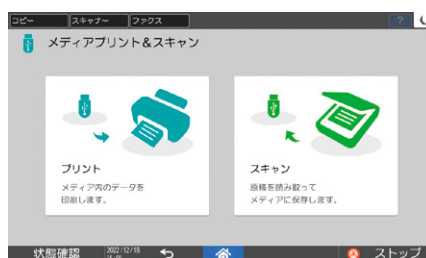 コピー
スキャナー
ファクス
?
メディアプリント&スキャン
プリント
メディア内のデータを
印刷します。
スキャン
原稿を読み取って
メディアに保存します。
状態確認
2022/12/18
ストップ